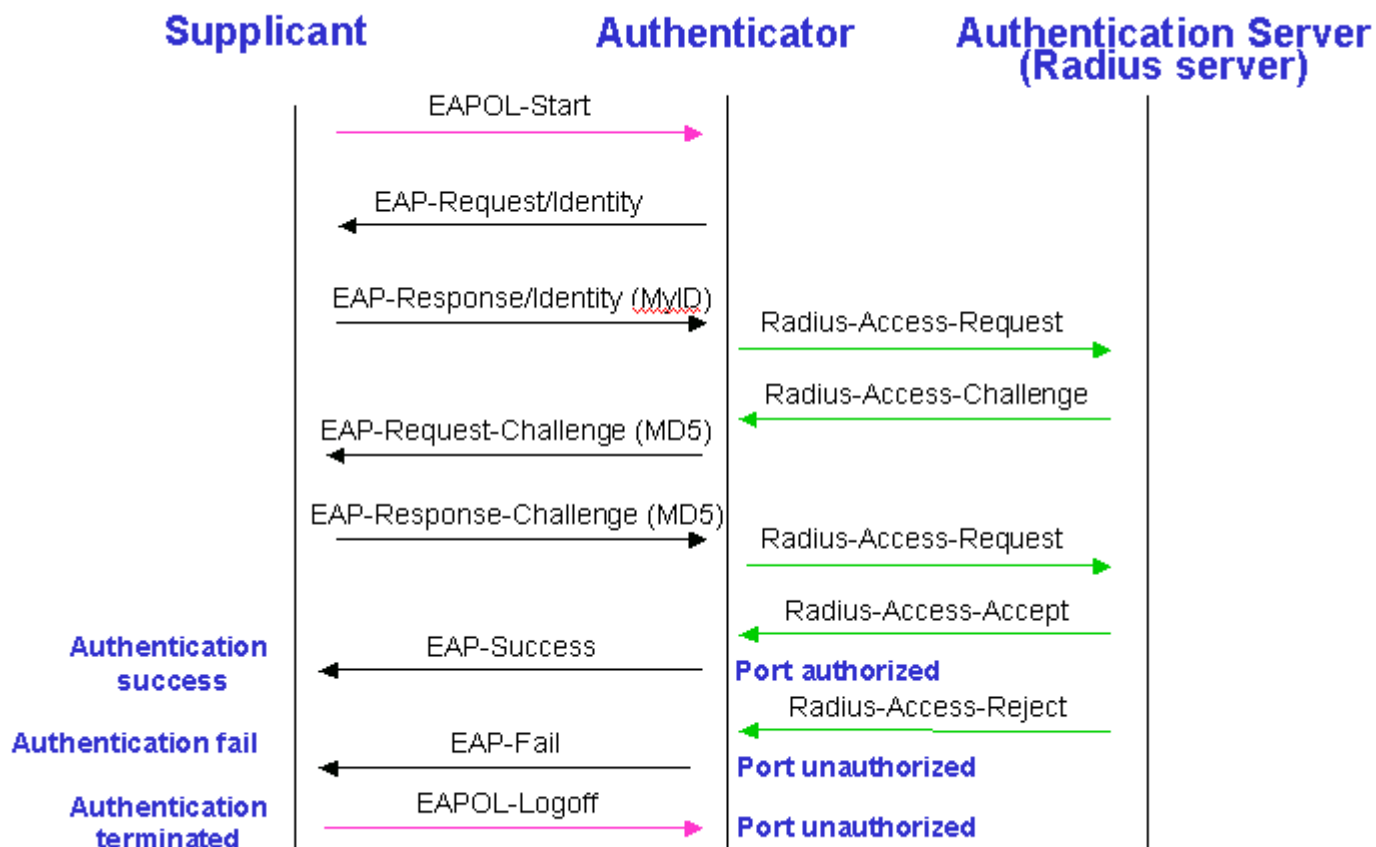 Supplicant
Authenticator
Authentication Server
(Radius server)
EAPOL-Start
EAP-Request/Identity
EAP-Response/Identity (MyID)
Radius-Access-Request
Radius-Access-Challenge
EAP-Request-Challenge (MD5)
EAP-Response-Challenge (MD5)
Radius-Access-Request
Radius-Access-Accept
Authentication
success
EAP-Success
Port authorized
Radius-Access-Reject
Authentication fail
EAP-Fail
Port unauthorized
Authentication
terminated
EAPOL-Logoff
Port unauthorized